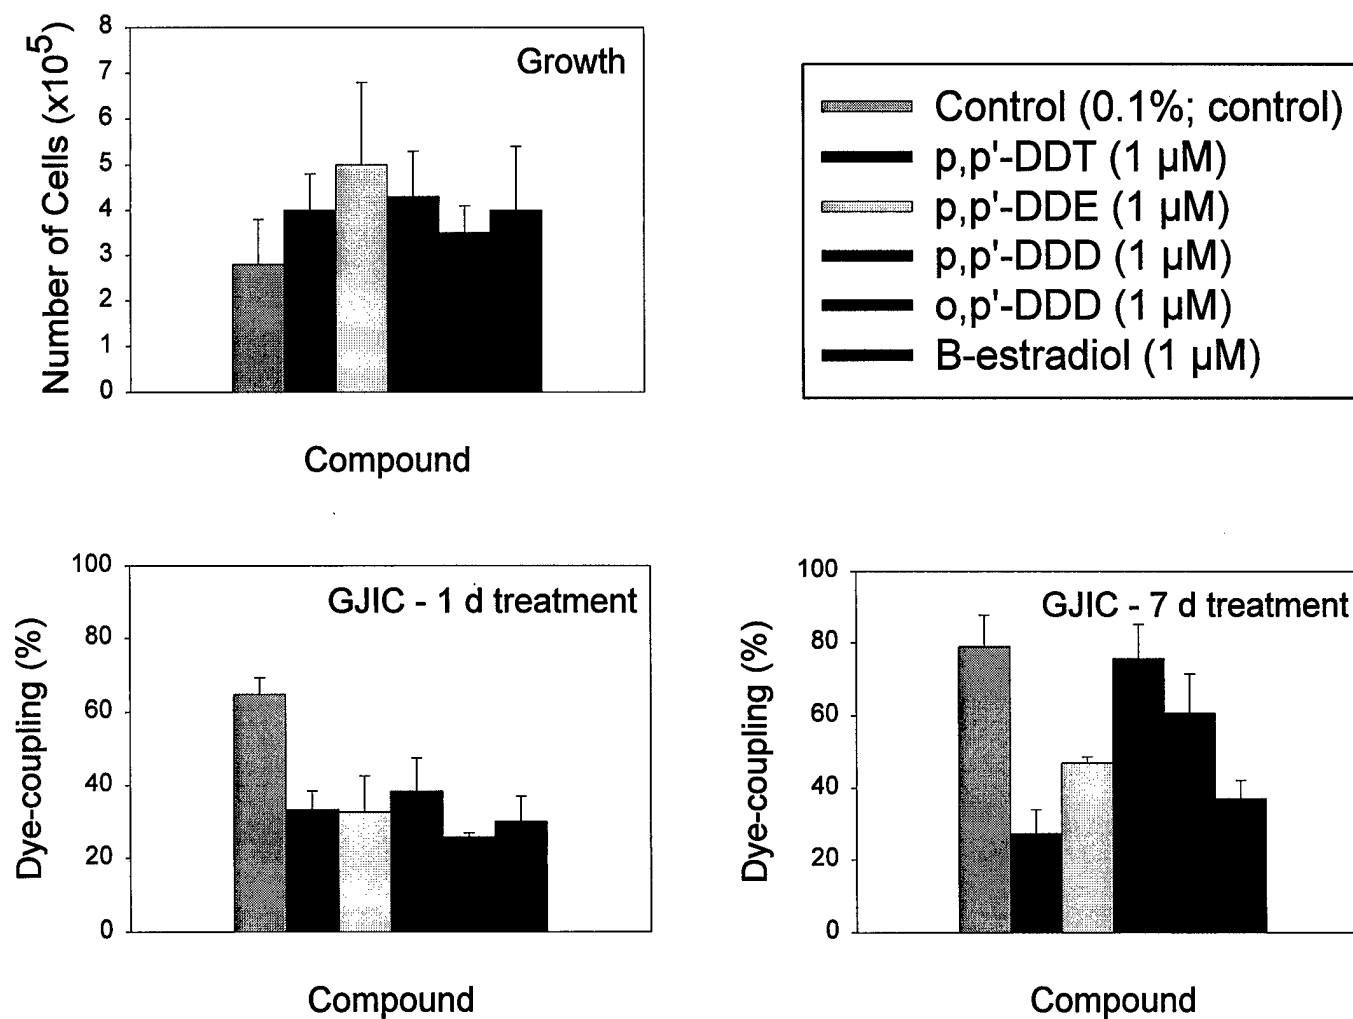 Number of Cells (x10⁵)
8
7
6
5
4
3
2
1
0
Growth
Compound
Control (0.1%; control)
p,p'-DDT (1 µM)
p,p'-DDE (1 µM)
p,p'-DDD (1 µM)
o,p'-DDD (1 µM)
B-estradiol (1 µM)
Dye-coupling (%)
100
80
60
40
20
0
GJIC - 1 d treatment
Compound
Dye-coupling (%)
100
80
60
40
20
0
GJIC - 7 d treatment
Compound